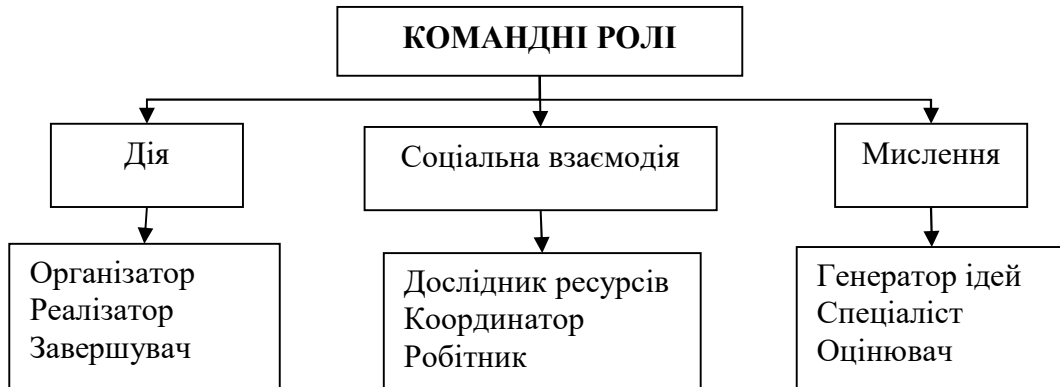 КОМАНДНІ РОЛІ
Дія
Соціальна взаємодія
Мислення
Організатор
Реалізатор
Завершувач
Дослідник ресурсів
Координатор
Робітник
Генератор ідей
Спеціаліст
Оцінювач